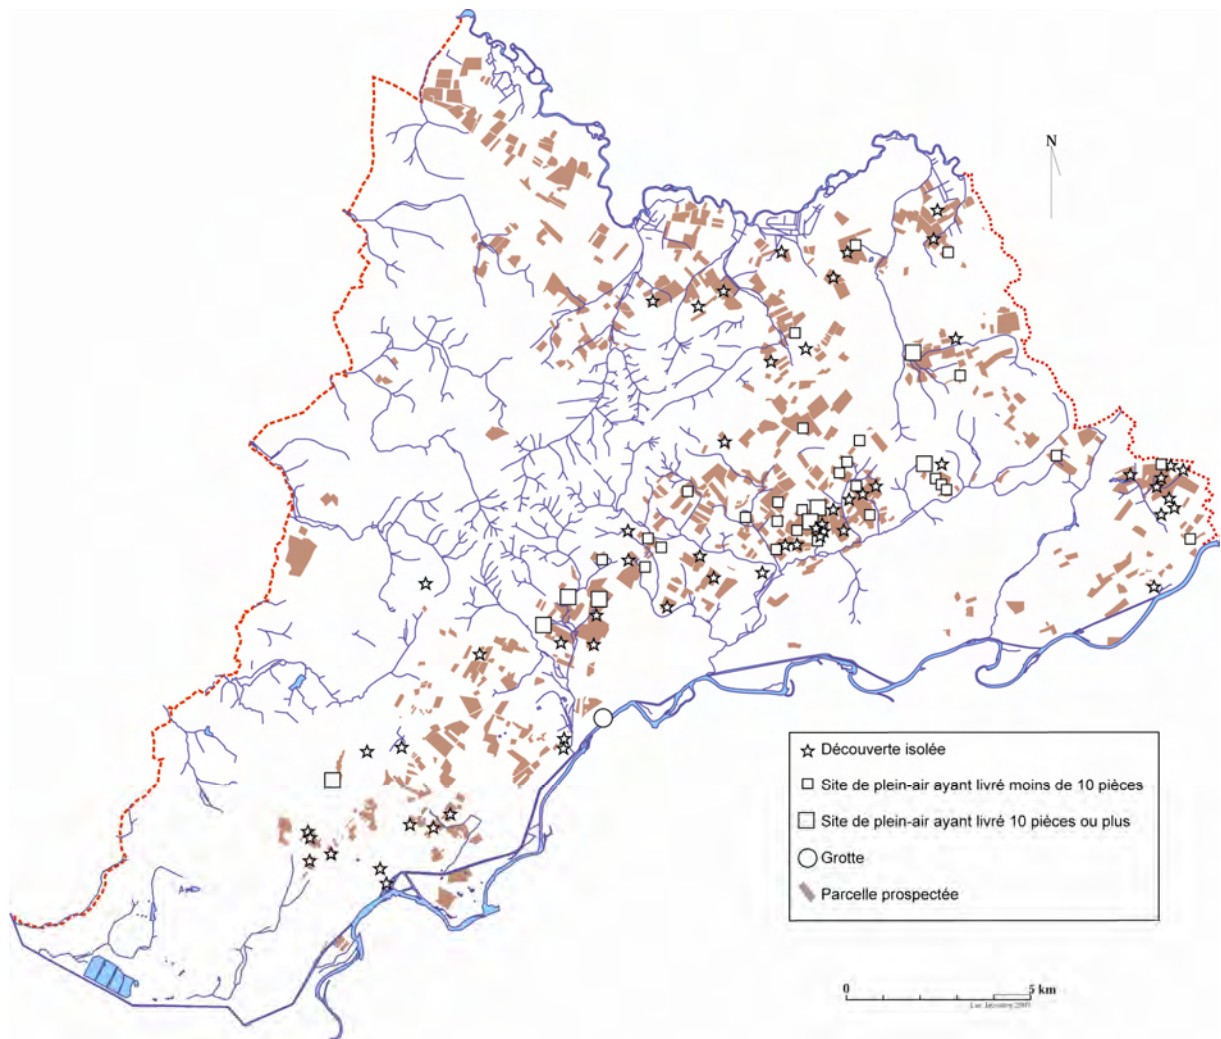 N
Découverte isolée
Site de plein-air ayant livré moins de 10 pièces
Site de plein-air ayant livré 10 pièces ou plus
Grotte
Parcelle prospectée
0 5 km